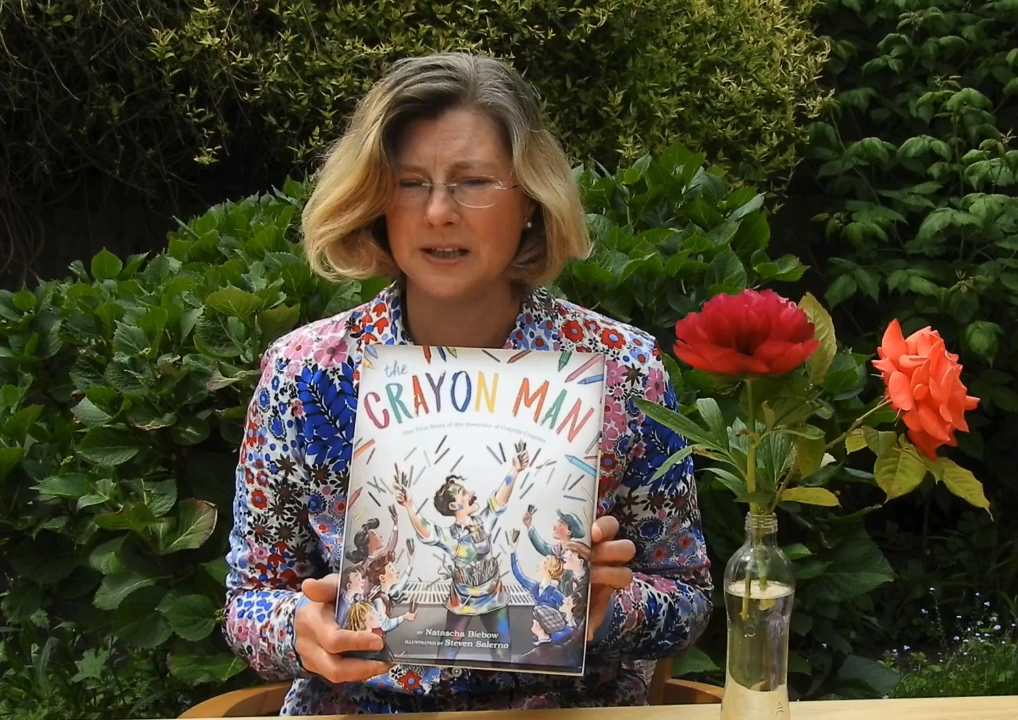 the
CRAYON MAN
The True Story of the Invention of Crayola Crayons
BY Natascha Biebow
ILLUSTRATED BY Steven Salerno